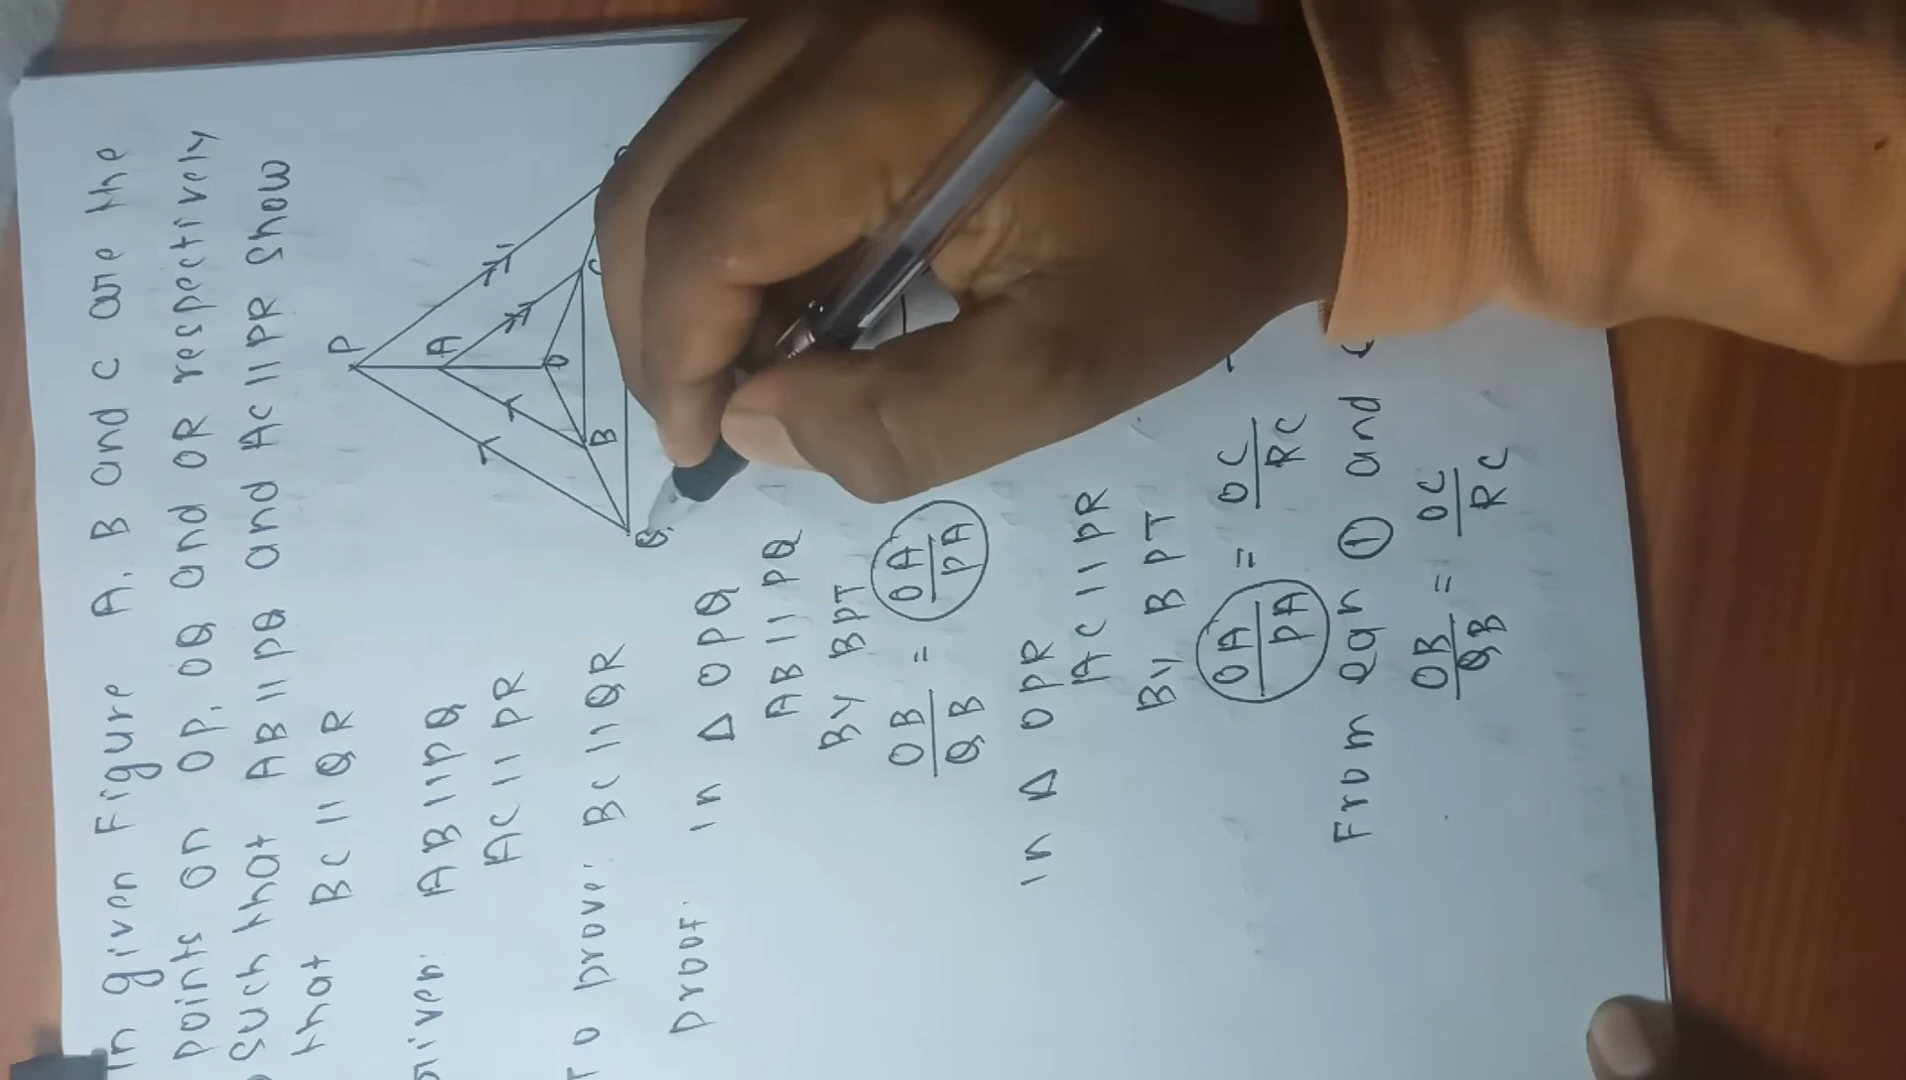 In given Figure A, B and C are the
points on OP, OQ and OR respectively
such that AB || PQ and AC || PR show
that BC || QR
P
A
O
B
C
Q
Given: AB || PQ
AC || PR
To prove: BC || QR
Proof: In Δ OPQ
AB || PQ
By BPT
OB/QB = OA/PA
In Δ OPR
AC || PR
By BPT
OA/PA = OC/RC
From eqn ① and
OB/QB = OC/RC